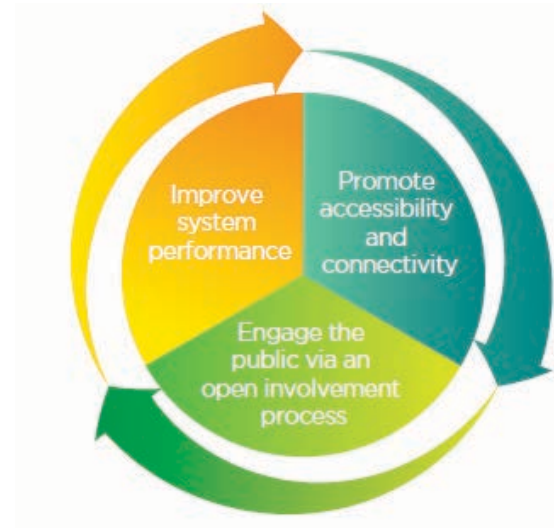 Improve
system
performance
Promote
accessibility
and
connectivity
Engage the
public via an
open involvement
process